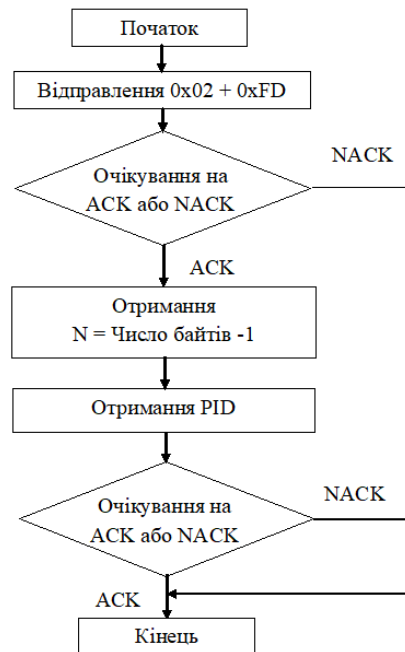 Початок
Відправлення 0x02 + 0xFD
NACK
Очікування на
ACK або NACK
ACK
Отримання
N = Число байтів -1
Отримання PID
NACK
Очікування на
ACK або NACK
ACK
Кінець